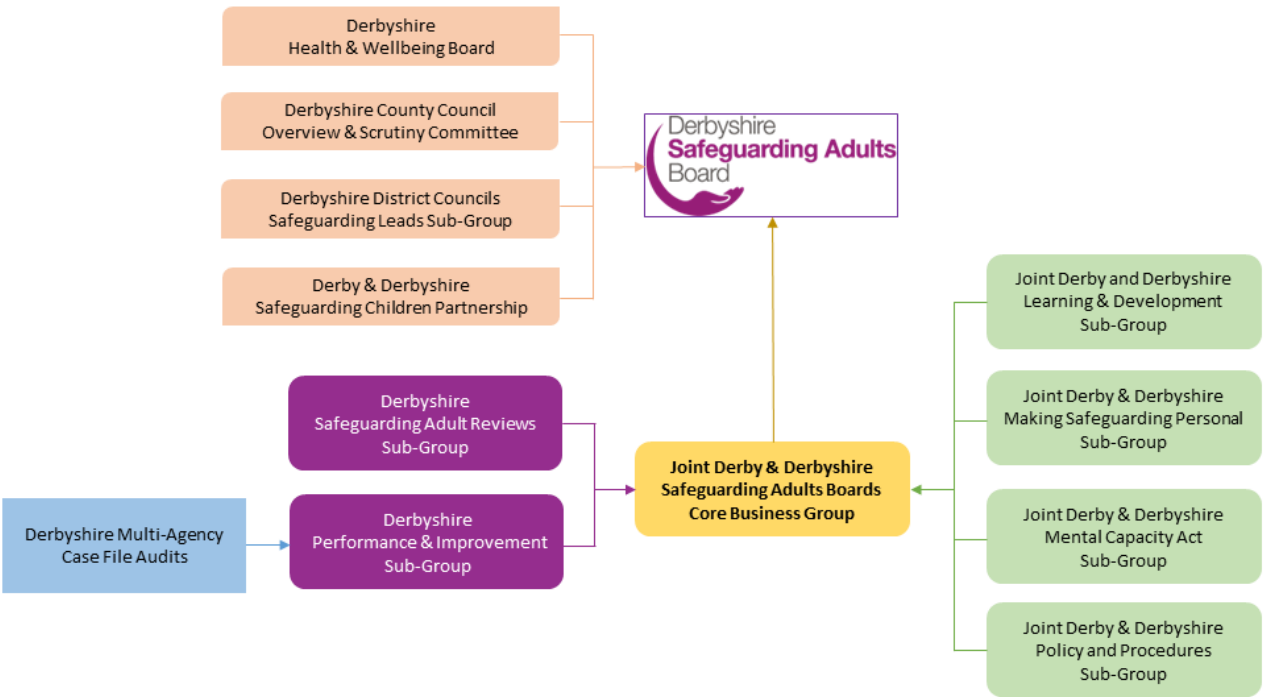 Derbyshire
Health & Wellbeing Board
Derbyshire County Council
Overview & Scrutiny Committee
Derbyshire District Councils
Safeguarding Leads Sub-Group
Derby & Derbyshire
Safeguarding Children Partnership
Derbyshire
Safeguarding Adults
Board
Derbyshire
Safeguarding Adult Reviews
Sub-Group
Derbyshire Multi-Agency
Case File Audits
Derbyshire
Performance & Improvement
Sub-Group
Joint Derby & Derbyshire
Safeguarding Adults Boards
Core Business Group
Joint Derby and Derbyshire
Learning & Development
Sub-Group
Joint Derby & Derbyshire
Making Safeguarding Personal
Sub-Group
Joint Derby & Derbyshire
Mental Capacity Act
Sub-Group
Joint Derby & Derbyshire
Policy and Procedures
Sub-Group